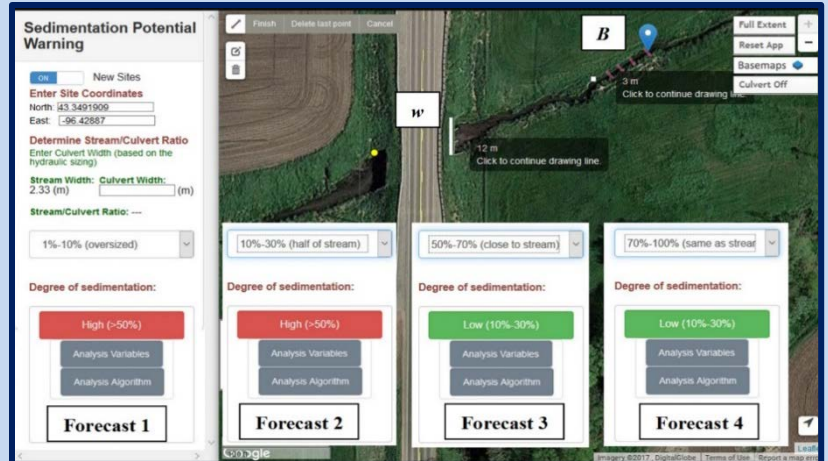 Sedimentation Potential
Warning
ON New Sites
Enter Site Coordinates
North: 43.3491909
East: -96.42887
Determine Stream/Culvert Ratio
Enter Culvert Width (based on the
hydraulic sizing)
Stream Width: Culvert Width:
2.33 (m) (m)
Stream/Culvert Ratio: ---
1%-10% (oversized)
Degree of sedimentation:
High (>50%)
Analysis Variables
Analysis Algorithm
Forecast 1
Finish Delete last point Cancel
B
w
3 m
Click to continue drawing line.
12 m
Click to continue drawing line.
Full Extent
Reset App
Basemaps
Culvert Off
+
−
10%-30% (half of stream)
Degree of sedimentation:
High (>50%)
Analysis Variables
Analysis Algorithm
Forecast 2
50%-70% (close to stream)
Degree of sedimentation:
Low (10%-30%)
Analysis Variables
Analysis Algorithm
Forecast 3
70%-100% (same as strear
Degree of sedimentation:
Low (10%-30%)
Analysis Variables
Analysis Algorithm
Forecast 4
Google
Leafl
Imagery ©2017, DigitalGlobe Terms of Use Report a map erro